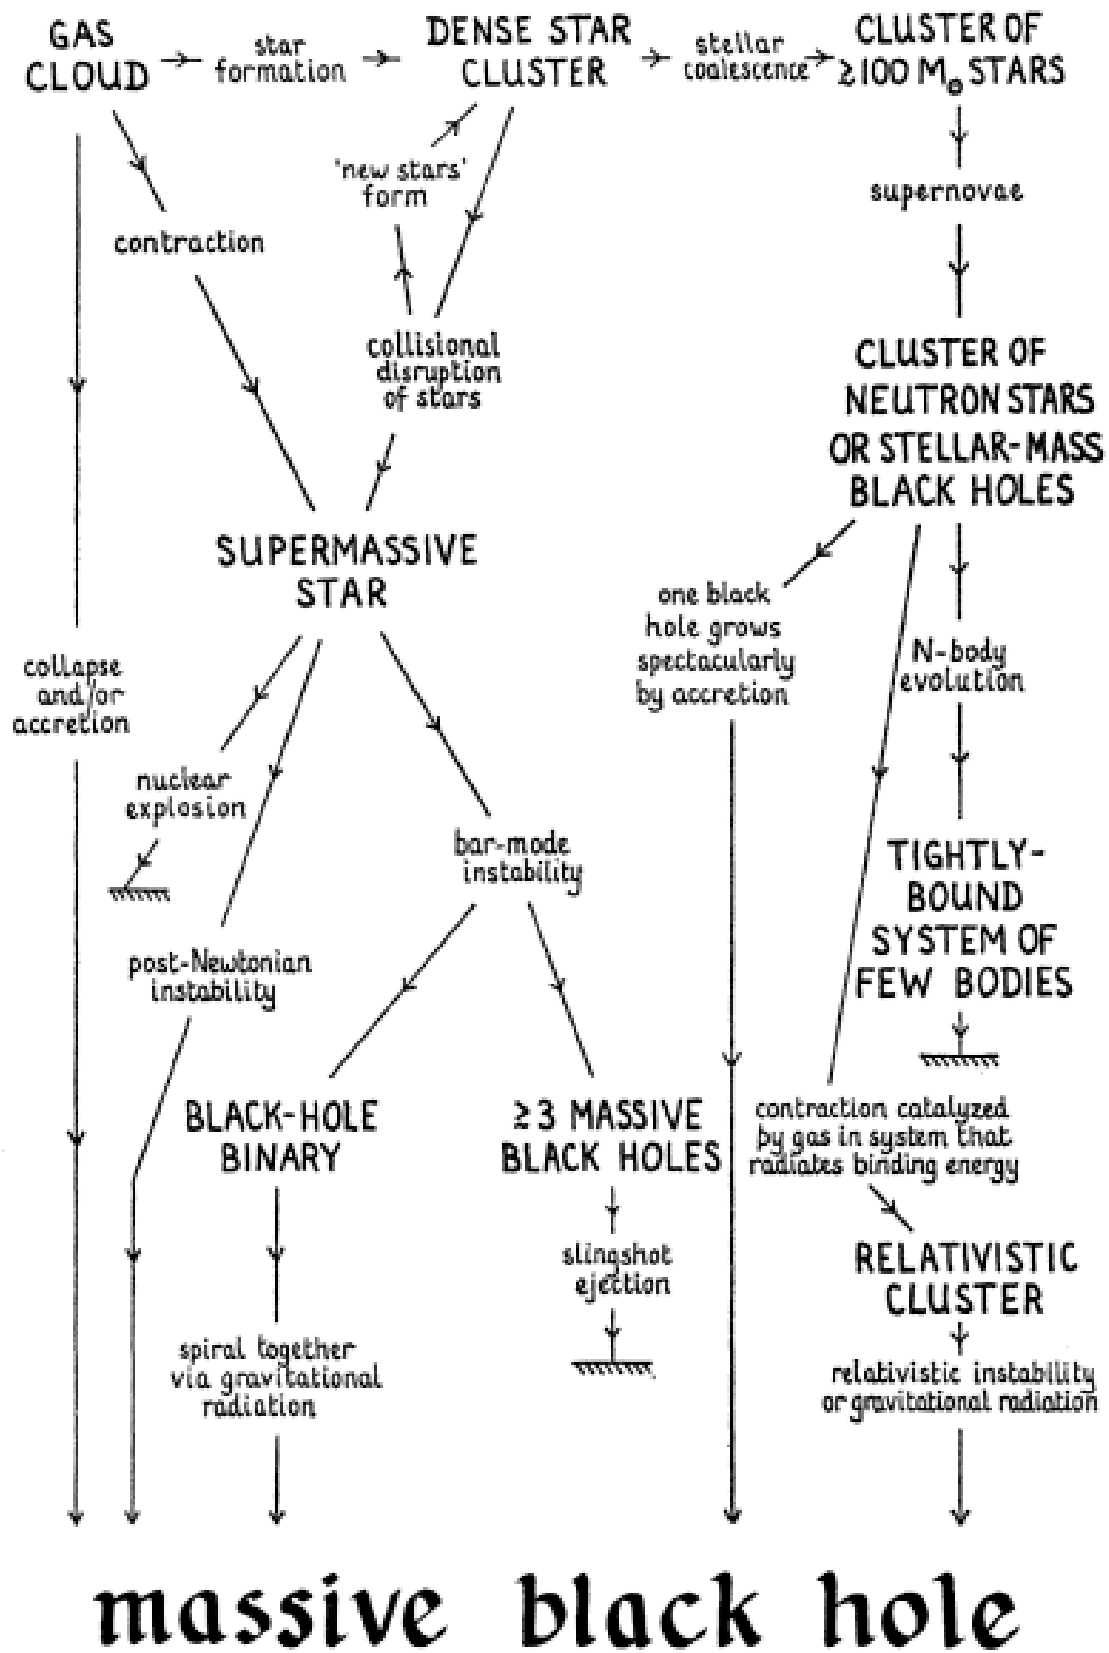 GAS
CLOUD
star
formation
DENSE STAR
CLUSTER
stellar
coalescence
CLUSTER OF
≥100 M⊙ STARS
'new stars'
form
supernovae
contraction
collisional
disruption
of stars
CLUSTER OF
NEUTRON STARS
OR STELLAR-MASS
BLACK HOLES
SUPERMASSIVE
STAR
one black
hole grows
spectacularly
by accretion
N-body
evolution
collapse
and/or
accretion
nuclear
explosion
bar-mode
instability
TIGHTLY-
BOUND
SYSTEM OF
FEW BODIES
post-Newtonian
instability
BLACK-HOLE
BINARY
≥3 MASSIVE
BLACK HOLES
contraction catalyzed
by gas in system that
radiates binding energy
slingshot
ejection
RELATIVISTIC
CLUSTER
spiral together
via gravitational
radiation
relativistic instability
or gravitational radiation
massive black hole